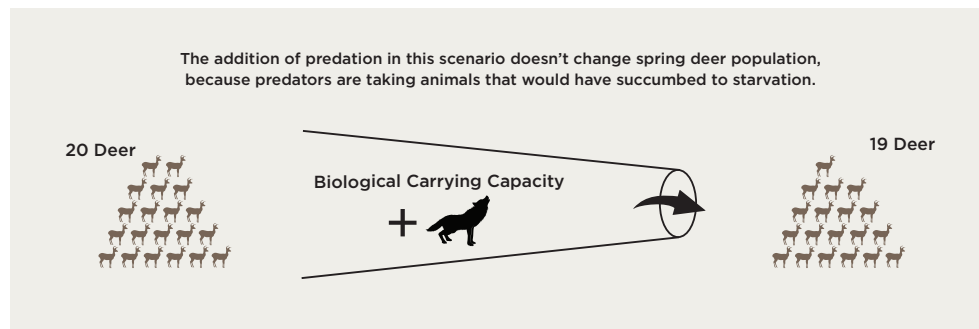 The addition of predation in this scenario doesn’t change spring deer population,
because predators are taking animals that would have succumbed to starvation.
20 Deer
19 Deer
Biological Carrying Capacity
+